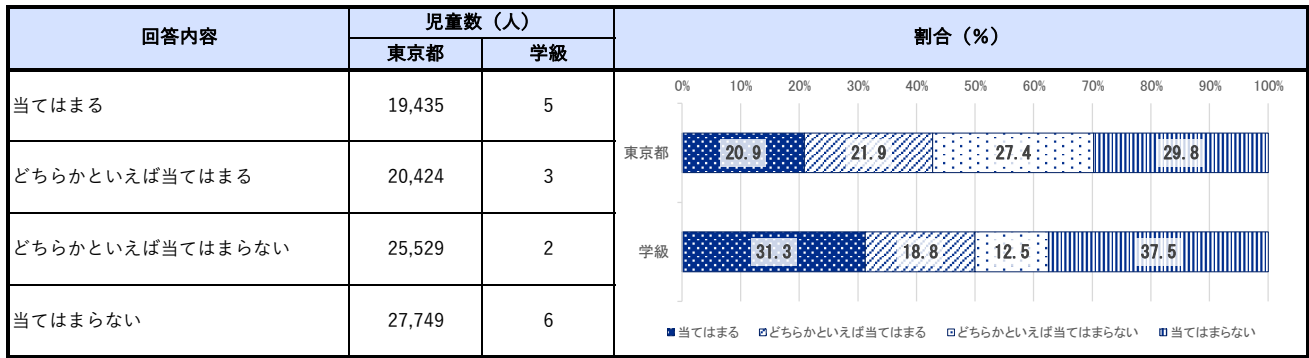 回答内容 児童数（人） 割合（％）
東京都 学級
当てはまる 19,435 5
どちらかといえば当てはまる 20,424 3
どちらかといえば当てはまらない 25,529 2
当てはまらない 27,749 6
0% 10% 20% 30% 40% 50% 60% 70% 80% 90% 100%
東京都 20.9 21.9 27.4 29.8
学級 31.3 18.8 12.5 37.5
当てはまる どちらかといえば当てはまる どちらかといえば当てはまらない 当てはまらない